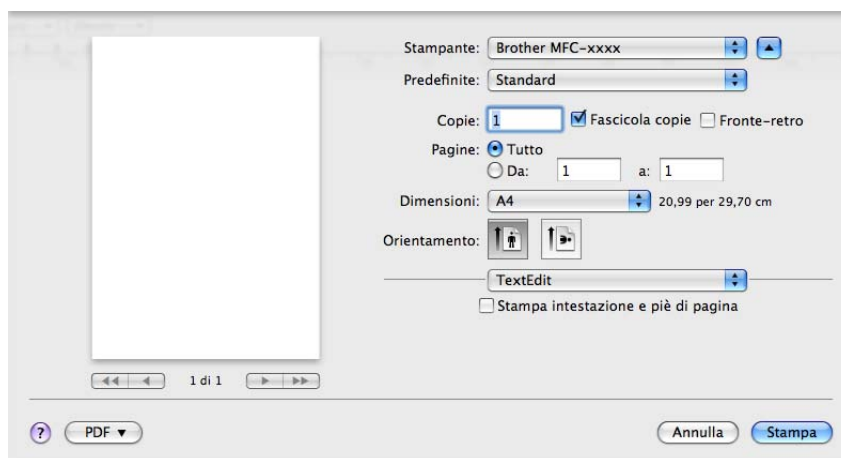 Stampante: Brother MFC-xxxx
Predefinite: Standard
Copie: 1 Fascicola copie Fronte-retro
Pagine: Tutto
Da: 1 a: 1
Dimensioni: A4 20,99 per 29,70 cm
Orientamento:
TextEdit
Stampa intestazione e piè di pagina
1 di 1
? PDF ▼ Annulla Stampa